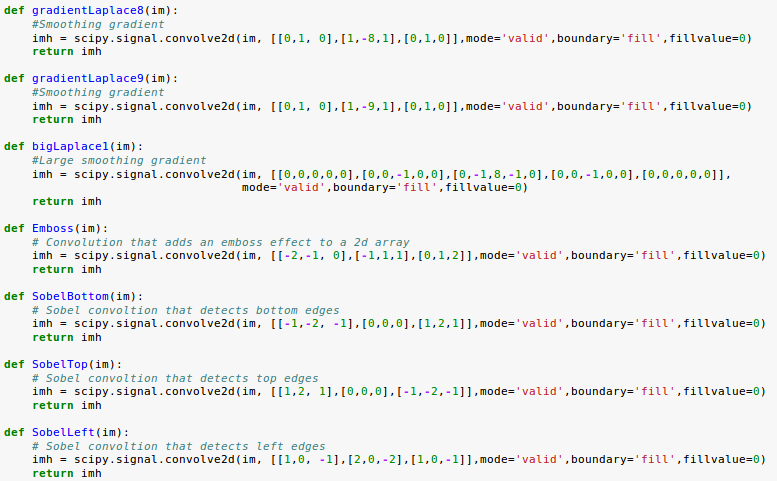 def gradientLaplace8(im):
    #Smoothing gradient
    imh = scipy.signal.convolve2d(im, [[0,1, 0],[1,-8,1],[0,1,0]],mode='valid',boundary='fill',fillvalue=0)
    return imh

def gradientLaplace9(im):
    #Smoothing gradient
    imh = scipy.signal.convolve2d(im, [[0,1, 0],[1,-9,1],[0,1,0]],mode='valid',boundary='fill',fillvalue=0)
    return imh

def bigLaplace1(im):
    #Large smoothing gradient
    imh = scipy.signal.convolve2d(im, [[0,0,0,0,0],[0,0,-1,0,0],[0,-1,8,-1,0],[0,0,-1,0,0],[0,0,0,0,0]],
                                  mode='valid',boundary='fill',fillvalue=0)
    return imh

def Emboss(im):
    # Convolution that adds an emboss effect to a 2d array
    imh = scipy.signal.convolve2d(im, [[-2,-1, 0],[-1,1,1],[0,1,2]],mode='valid',boundary='fill',fillvalue=0)
    return imh

def SobelBottom(im):
    # Sobel convoltion that detects bottom edges
    imh = scipy.signal.convolve2d(im, [[-1,-2, -1],[0,0,0],[1,2,1]],mode='valid',boundary='fill',fillvalue=0)
    return imh

def SobelTop(im):
    # Sobel convoltion that detects top edges
    imh = scipy.signal.convolve2d(im, [[1,2, 1],[0,0,0],[-1,-2,-1]],mode='valid',boundary='fill',fillvalue=0)
    return imh

def SobelLeft(im):
    # Sobel convoltion that detects left edges
    imh = scipy.signal.convolve2d(im, [[1,0, -1],[2,0,-2],[1,0,-1]],mode='valid',boundary='fill',fillvalue=0)
    return imh